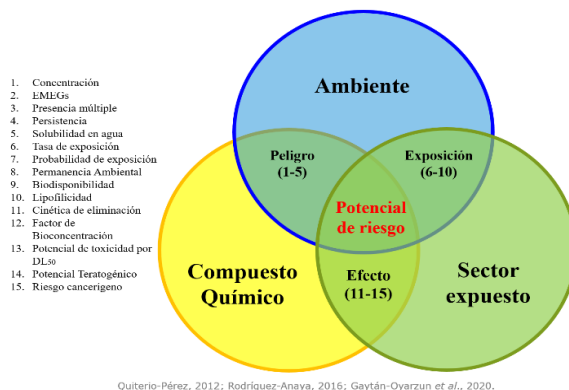 1. Concentración
2. EMEGs
3. Presencia múltiple
4. Persistencia
5. Solubilidad en agua
6. Tasa de exposición
7. Probabilidad de exposición
8. Permanencia Ambiental
9. Biodisponibilidad
10. Lipofilicidad
11. Cinética de eliminación
12. Factor de
Bioconcentración
13. Potencial de toxicidad por
DL50
14. Potencial Teratogénico
15. Riesgo cancerigeno
Ambiente
Peligro
(1-5)
Exposición
(6-10)
Potencial
de riesgo
Compuesto
Químico
Efecto
(11-15)
Sector
expuesto
Quiterio-Pérez, 2012; Rodríguez-Anaya, 2016; Gaytán-Oyarzun et al., 2020.